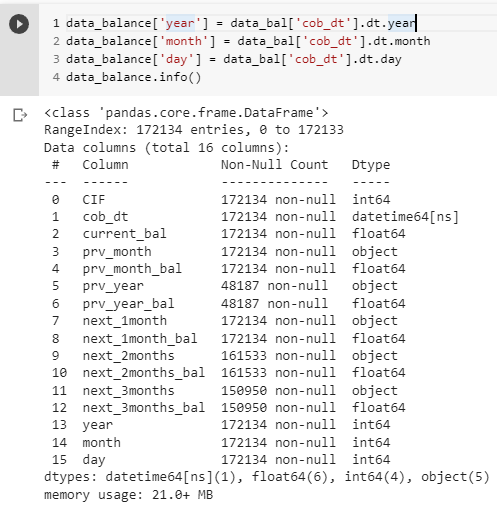 1 data_balance['year'] = data_bal['cob_dt'].dt.year
2 data_balance['month'] = data_bal['cob_dt'].dt.month
3 data_balance['day'] = data_bal['cob_dt'].dt.day
4 data_balance.info()
<class 'pandas.core.frame.DataFrame'>
RangeIndex: 172134 entries, 0 to 172133
Data columns (total 16 columns):
 #   Column            Non-Null Count   Dtype
---  ------            --------------   -----
 0   CIF               172134 non-null  int64
 1   cob_dt            172134 non-null  datetime64[ns]
 2   current_bal       172134 non-null  float64
 3   prv_month         172134 non-null  object
 4   prv_month_bal     172134 non-null  float64
 5   prv_year          48187 non-null   object
 6   prv_year_bal      48187 non-null   float64
 7   next_1month       172134 non-null  object
 8   next_1month_bal   172134 non-null  float64
 9   next_2months      161533 non-null  object
 10  next_2months_bal  161533 non-null  float64
 11  next_3months      150950 non-null  object
 12  next_3months_bal  150950 non-null  float64
 13  year              172134 non-null  int64
 14  month             172134 non-null  int64
 15  day               172134 non-null  int64
dtypes: datetime64[ns](1), float64(6), int64(4), object(5)
memory usage: 21.0+ MB